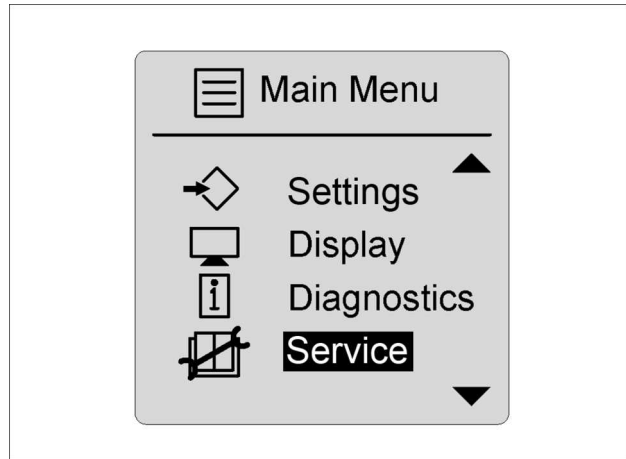 Main Menu
Settings
Display
Diagnostics
Service